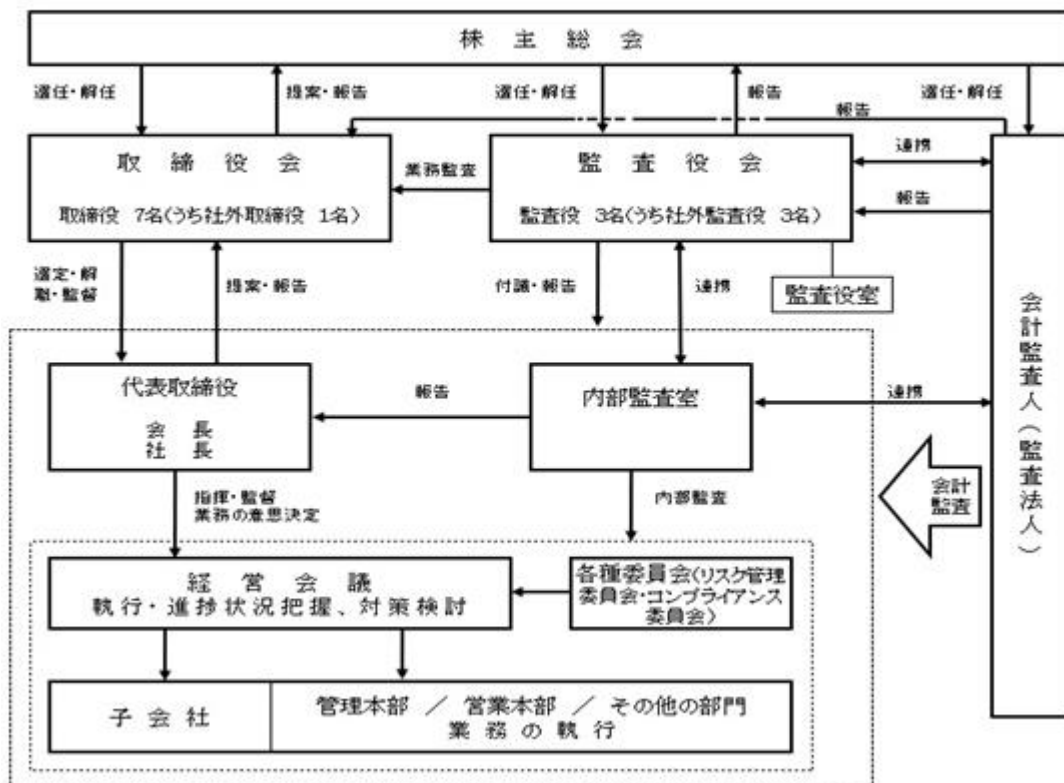 株主総会
選任・解任
提案・報告
選任・解任
報告
選任・解任
報告
取締役会
取締役 7名(うち社外取締役 1名)
業務監査
監査役会
監査役 3名(うち社外監査役 3名)
連携
報告
選定・解
職・監督
提案・報告
付議・報告
連携
監査役室
会計監査人(監査法人)
代表取締役
会長
社長
報告
内部監査室
連携
会計
監査
指揮・監督
業務の意思決定
内部監査
経営会議
執行・進捗状況把握、対策検討
各種委員会(リスク管理
委員会・コンプライアンス
委員会)
子会社
管理本部 / 営業本部 / その他の部門
業務の執行